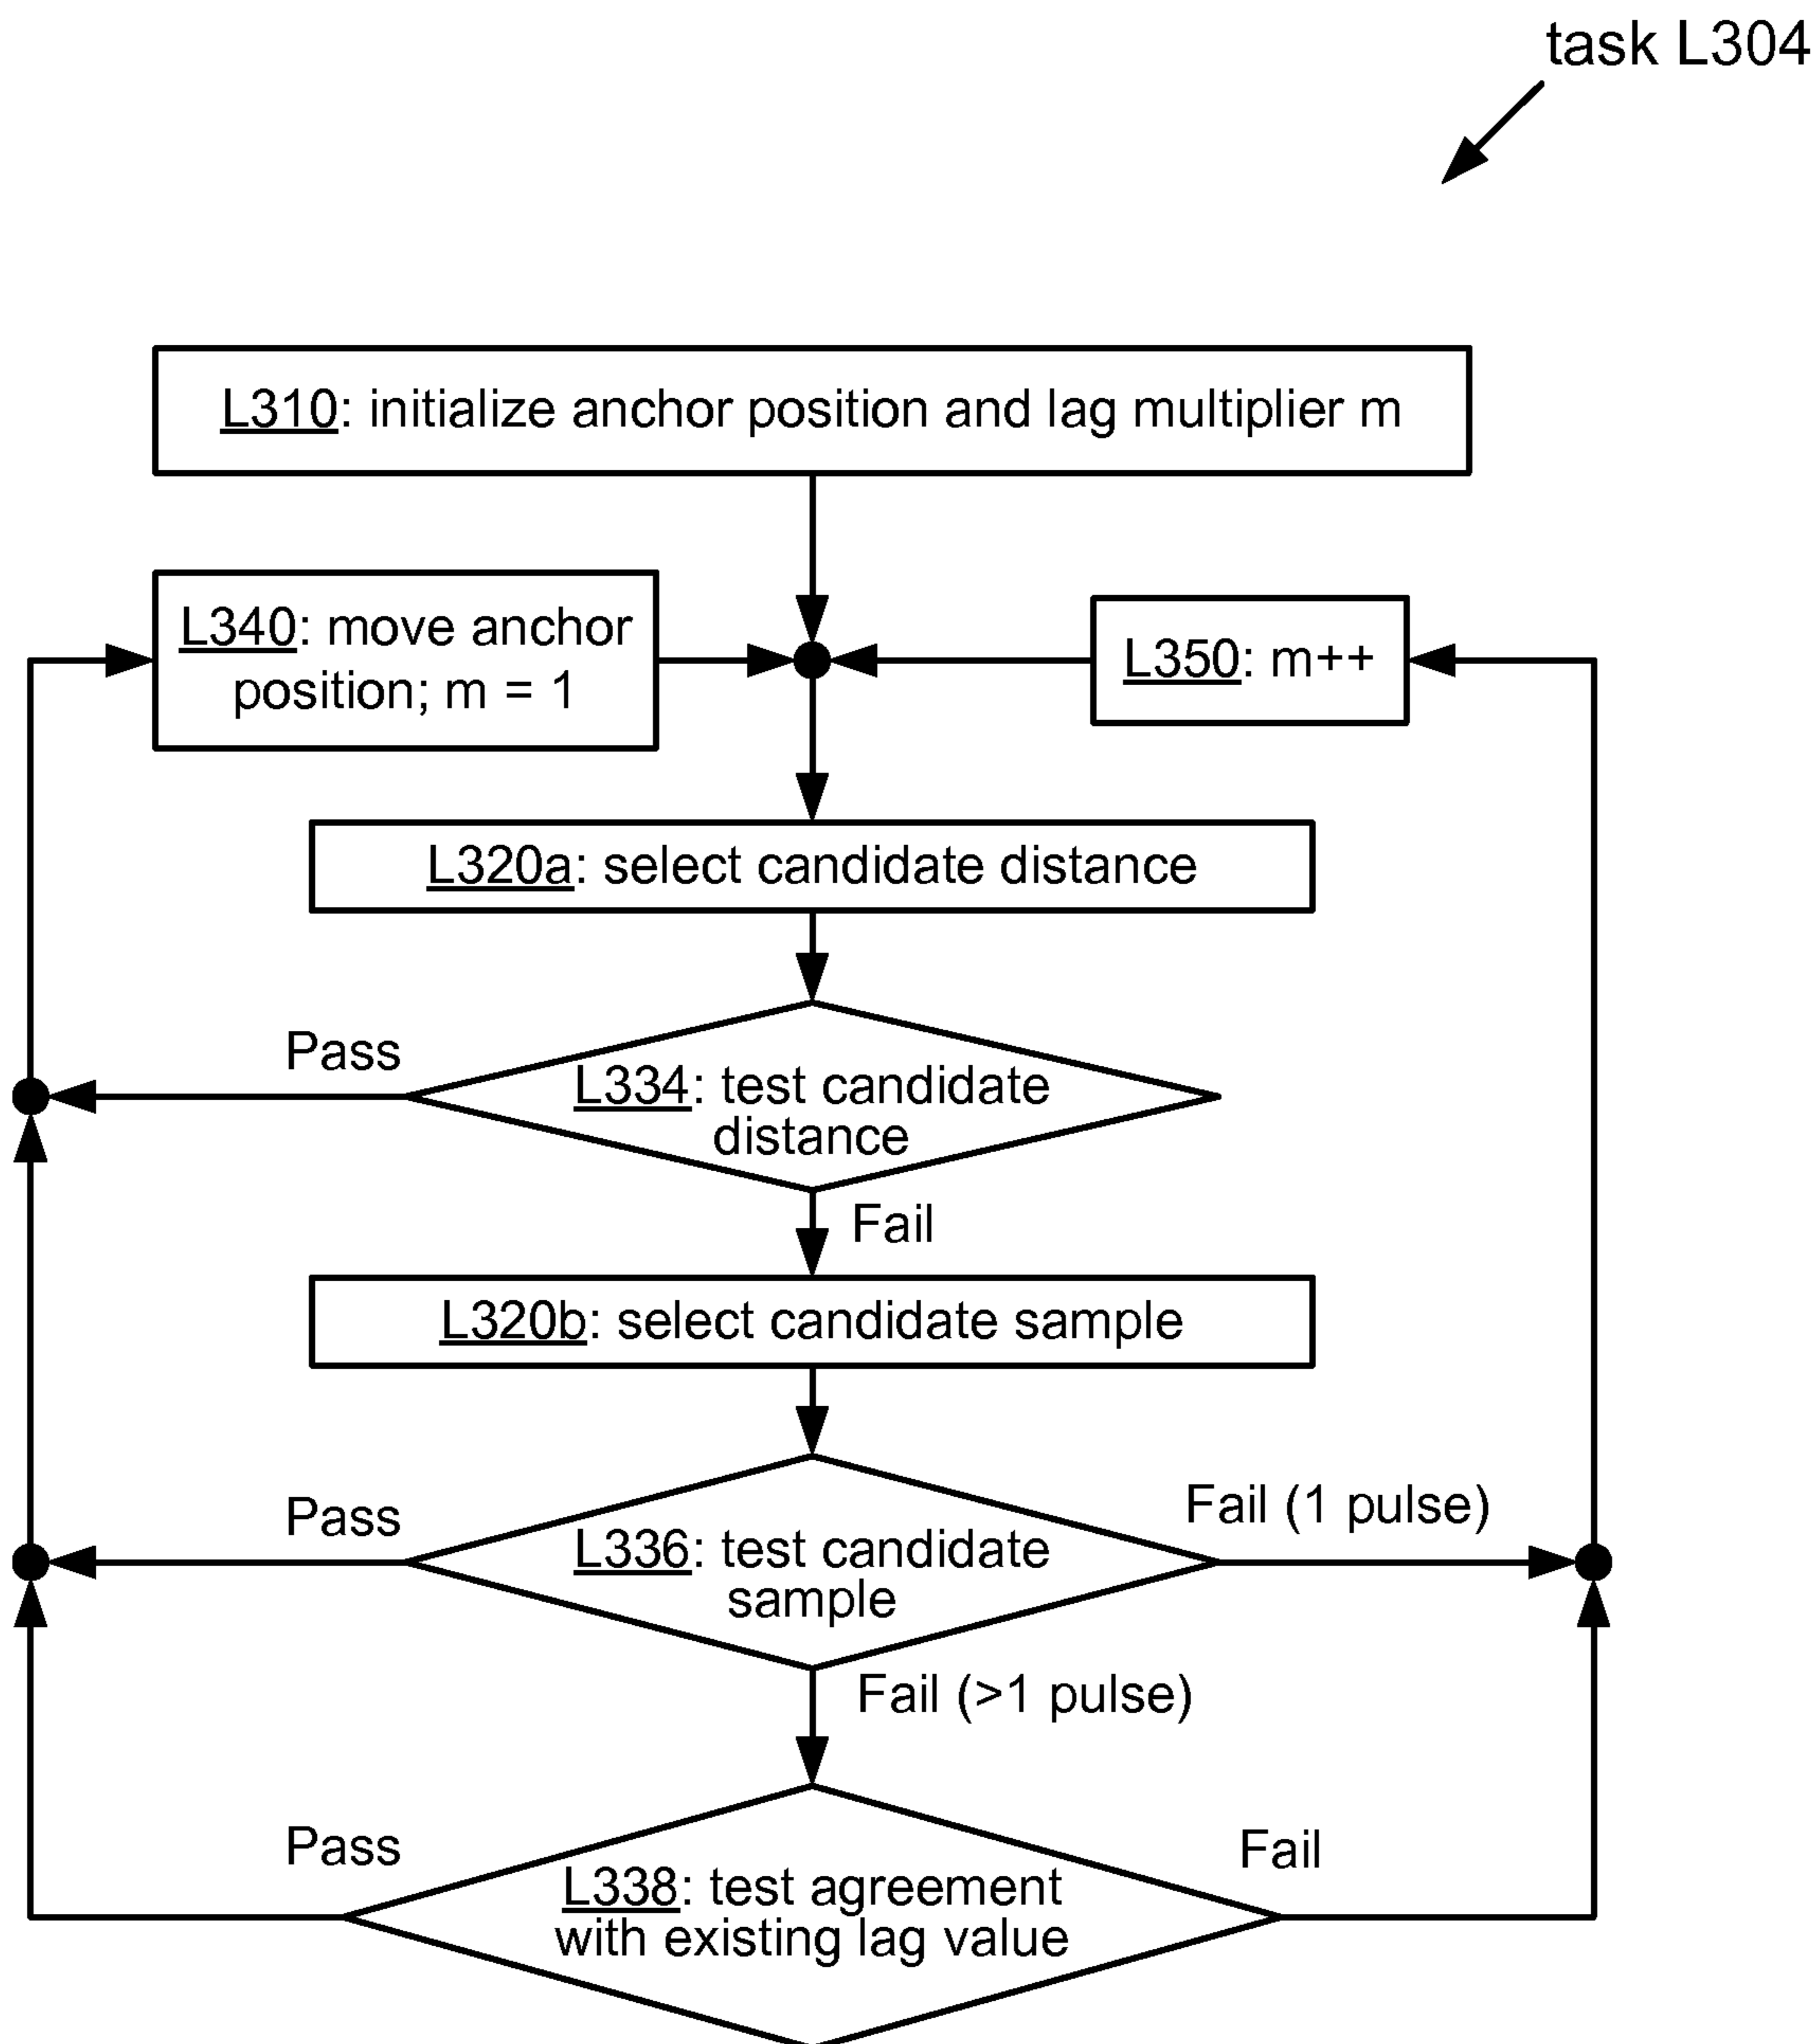 task L304
L310: initialize anchor position and lag multiplier m
L340: move anchor
position; m = 1
L350: m++
L320a: select candidate distance
Pass
L334: test candidate
distance
Fail
L320b: select candidate sample
Pass
L336: test candidate
sample
Fail (1 pulse)
Fail (>1 pulse)
Pass
L338: test agreement
with existing lag value
Fail